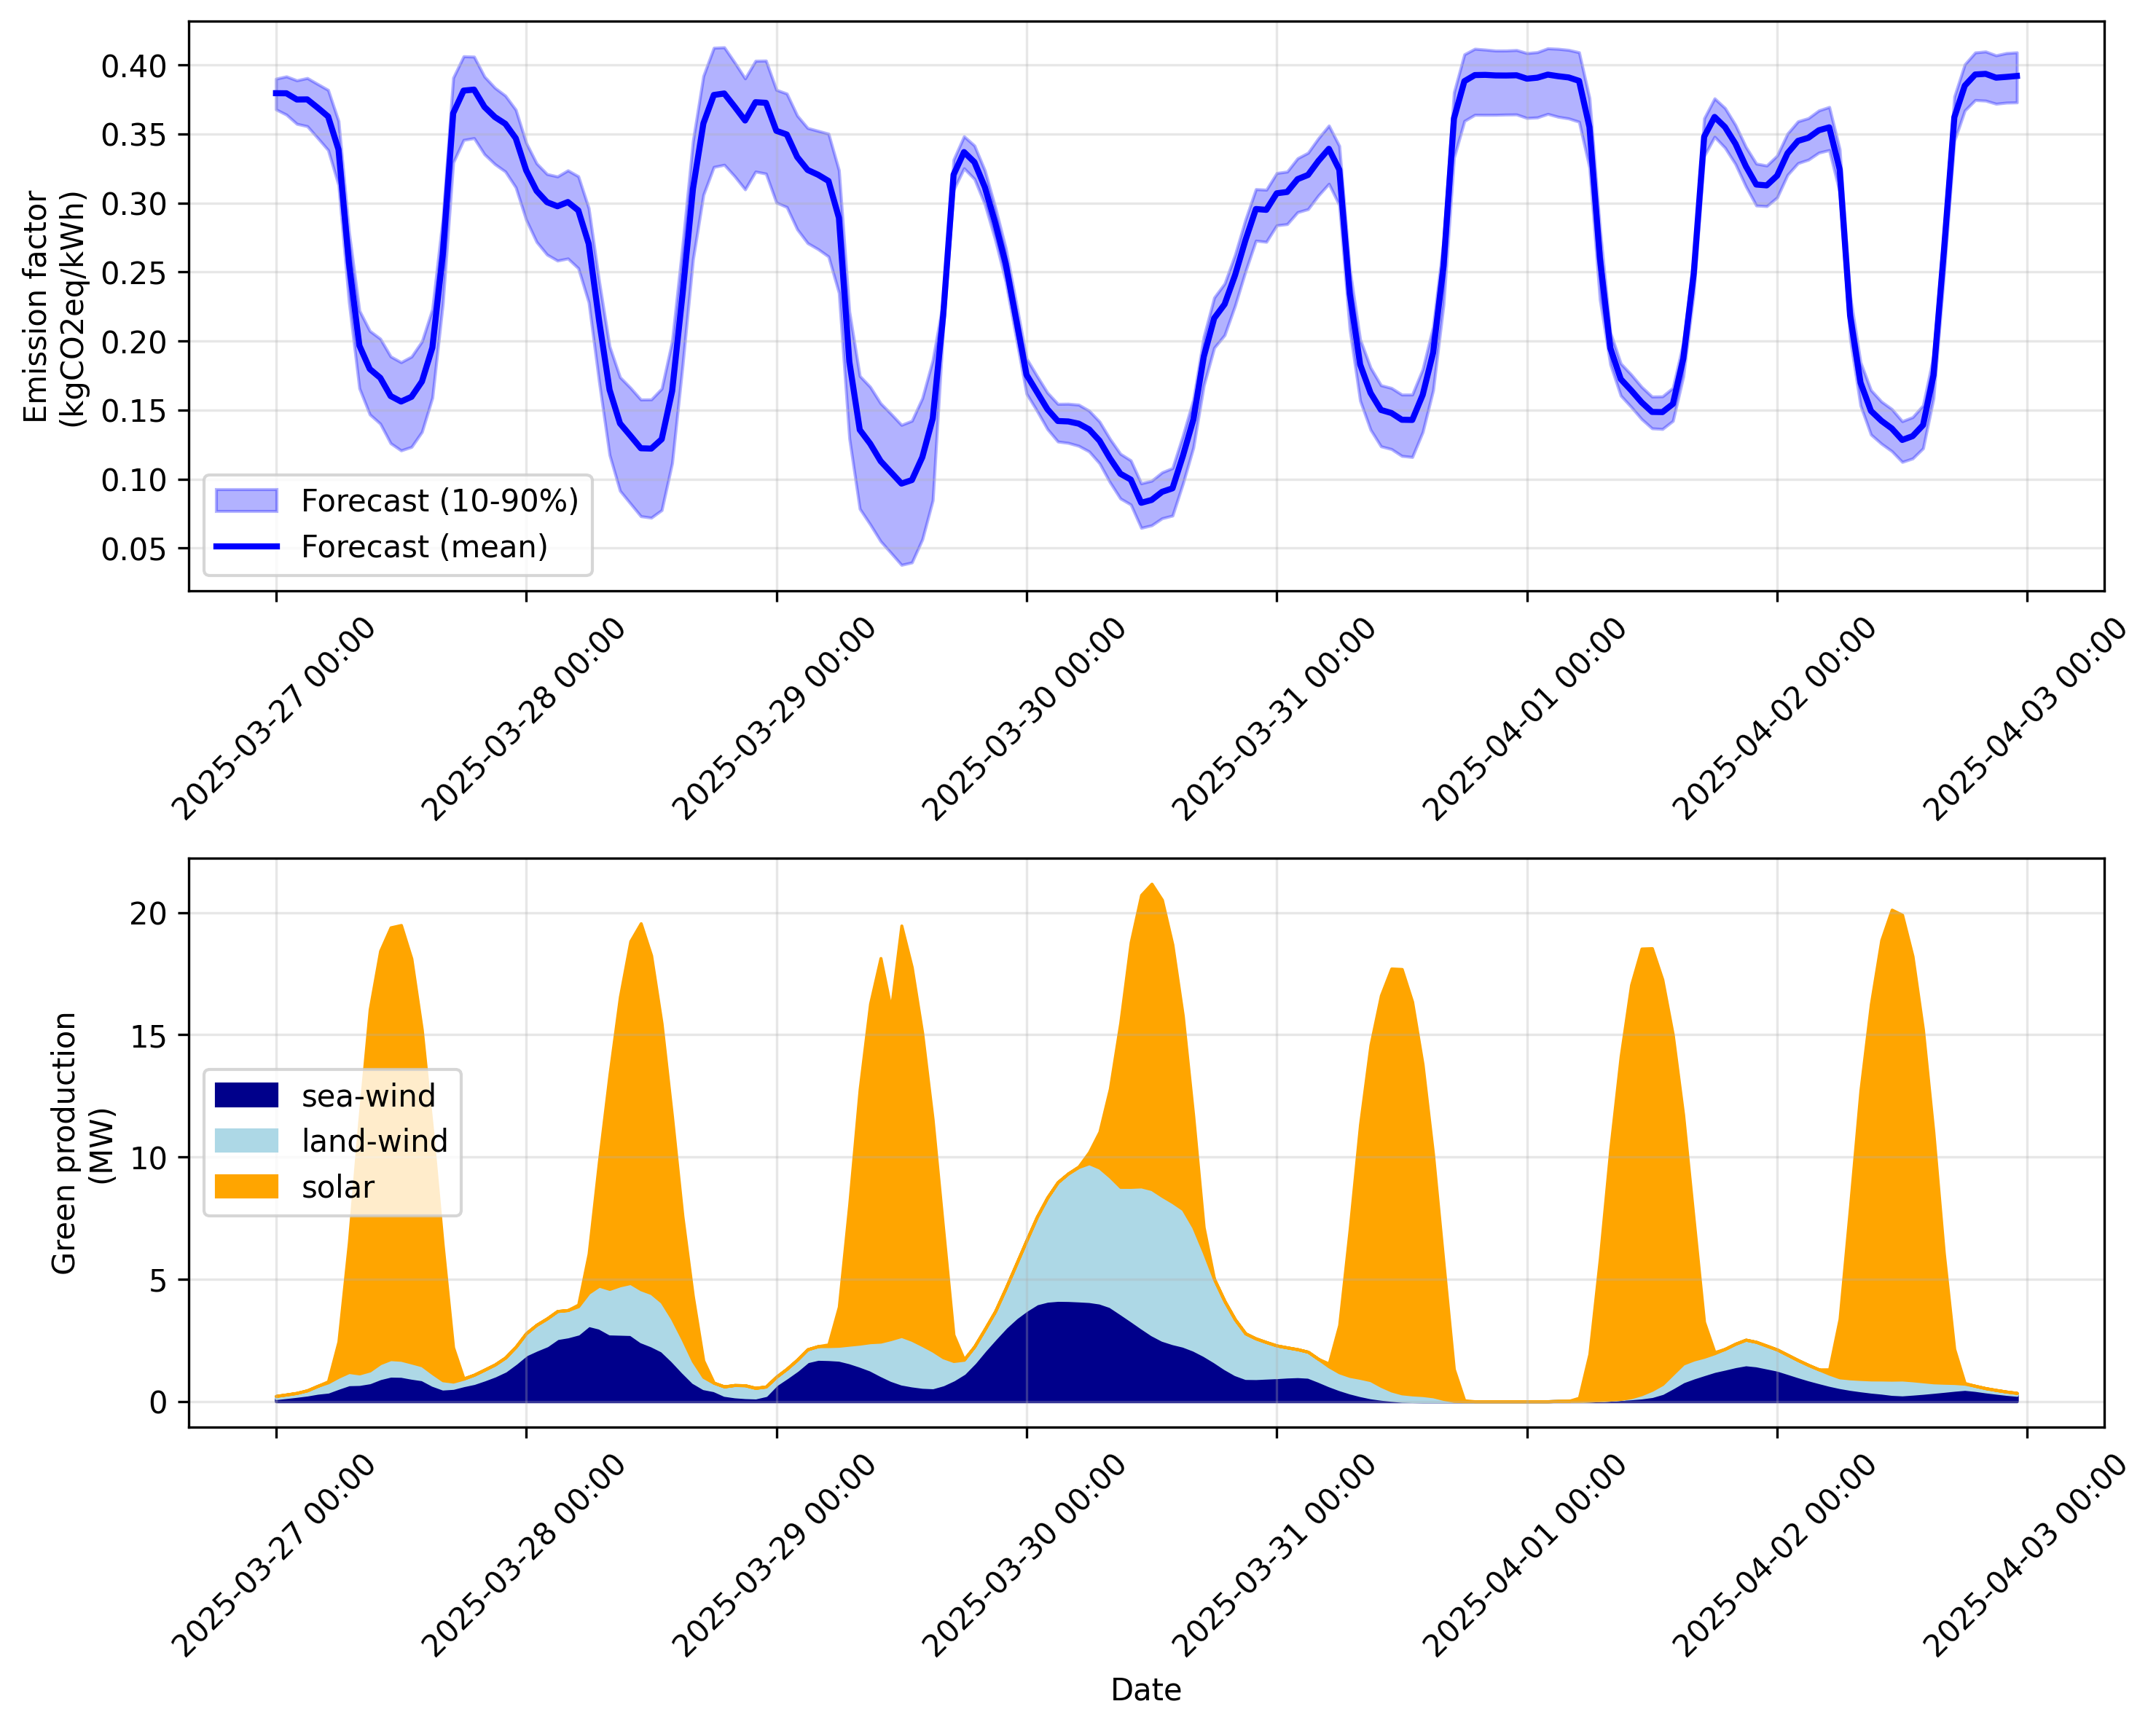 0.40
0.35
0.30
0.25
0.20
0.15
0.10
0.05
Emission factor
(kgCO2eq/kWh)
Forecast (10-90%)
Forecast (mean)
2025-03-27 00:00
2025-03-28 00:00
2025-03-29 00:00
2025-03-30 00:00
2025-03-31 00:00
2025-04-01 00:00
2025-04-02 00:00
2025-04-03 00:00
20
15
10
5
0
Green production
(MW)
sea-wind
land-wind
solar
2025-03-27 00:00
2025-03-28 00:00
2025-03-29 00:00
2025-03-30 00:00
2025-03-31 00:00
2025-04-01 00:00
2025-04-02 00:00
2025-04-03 00:00
Date